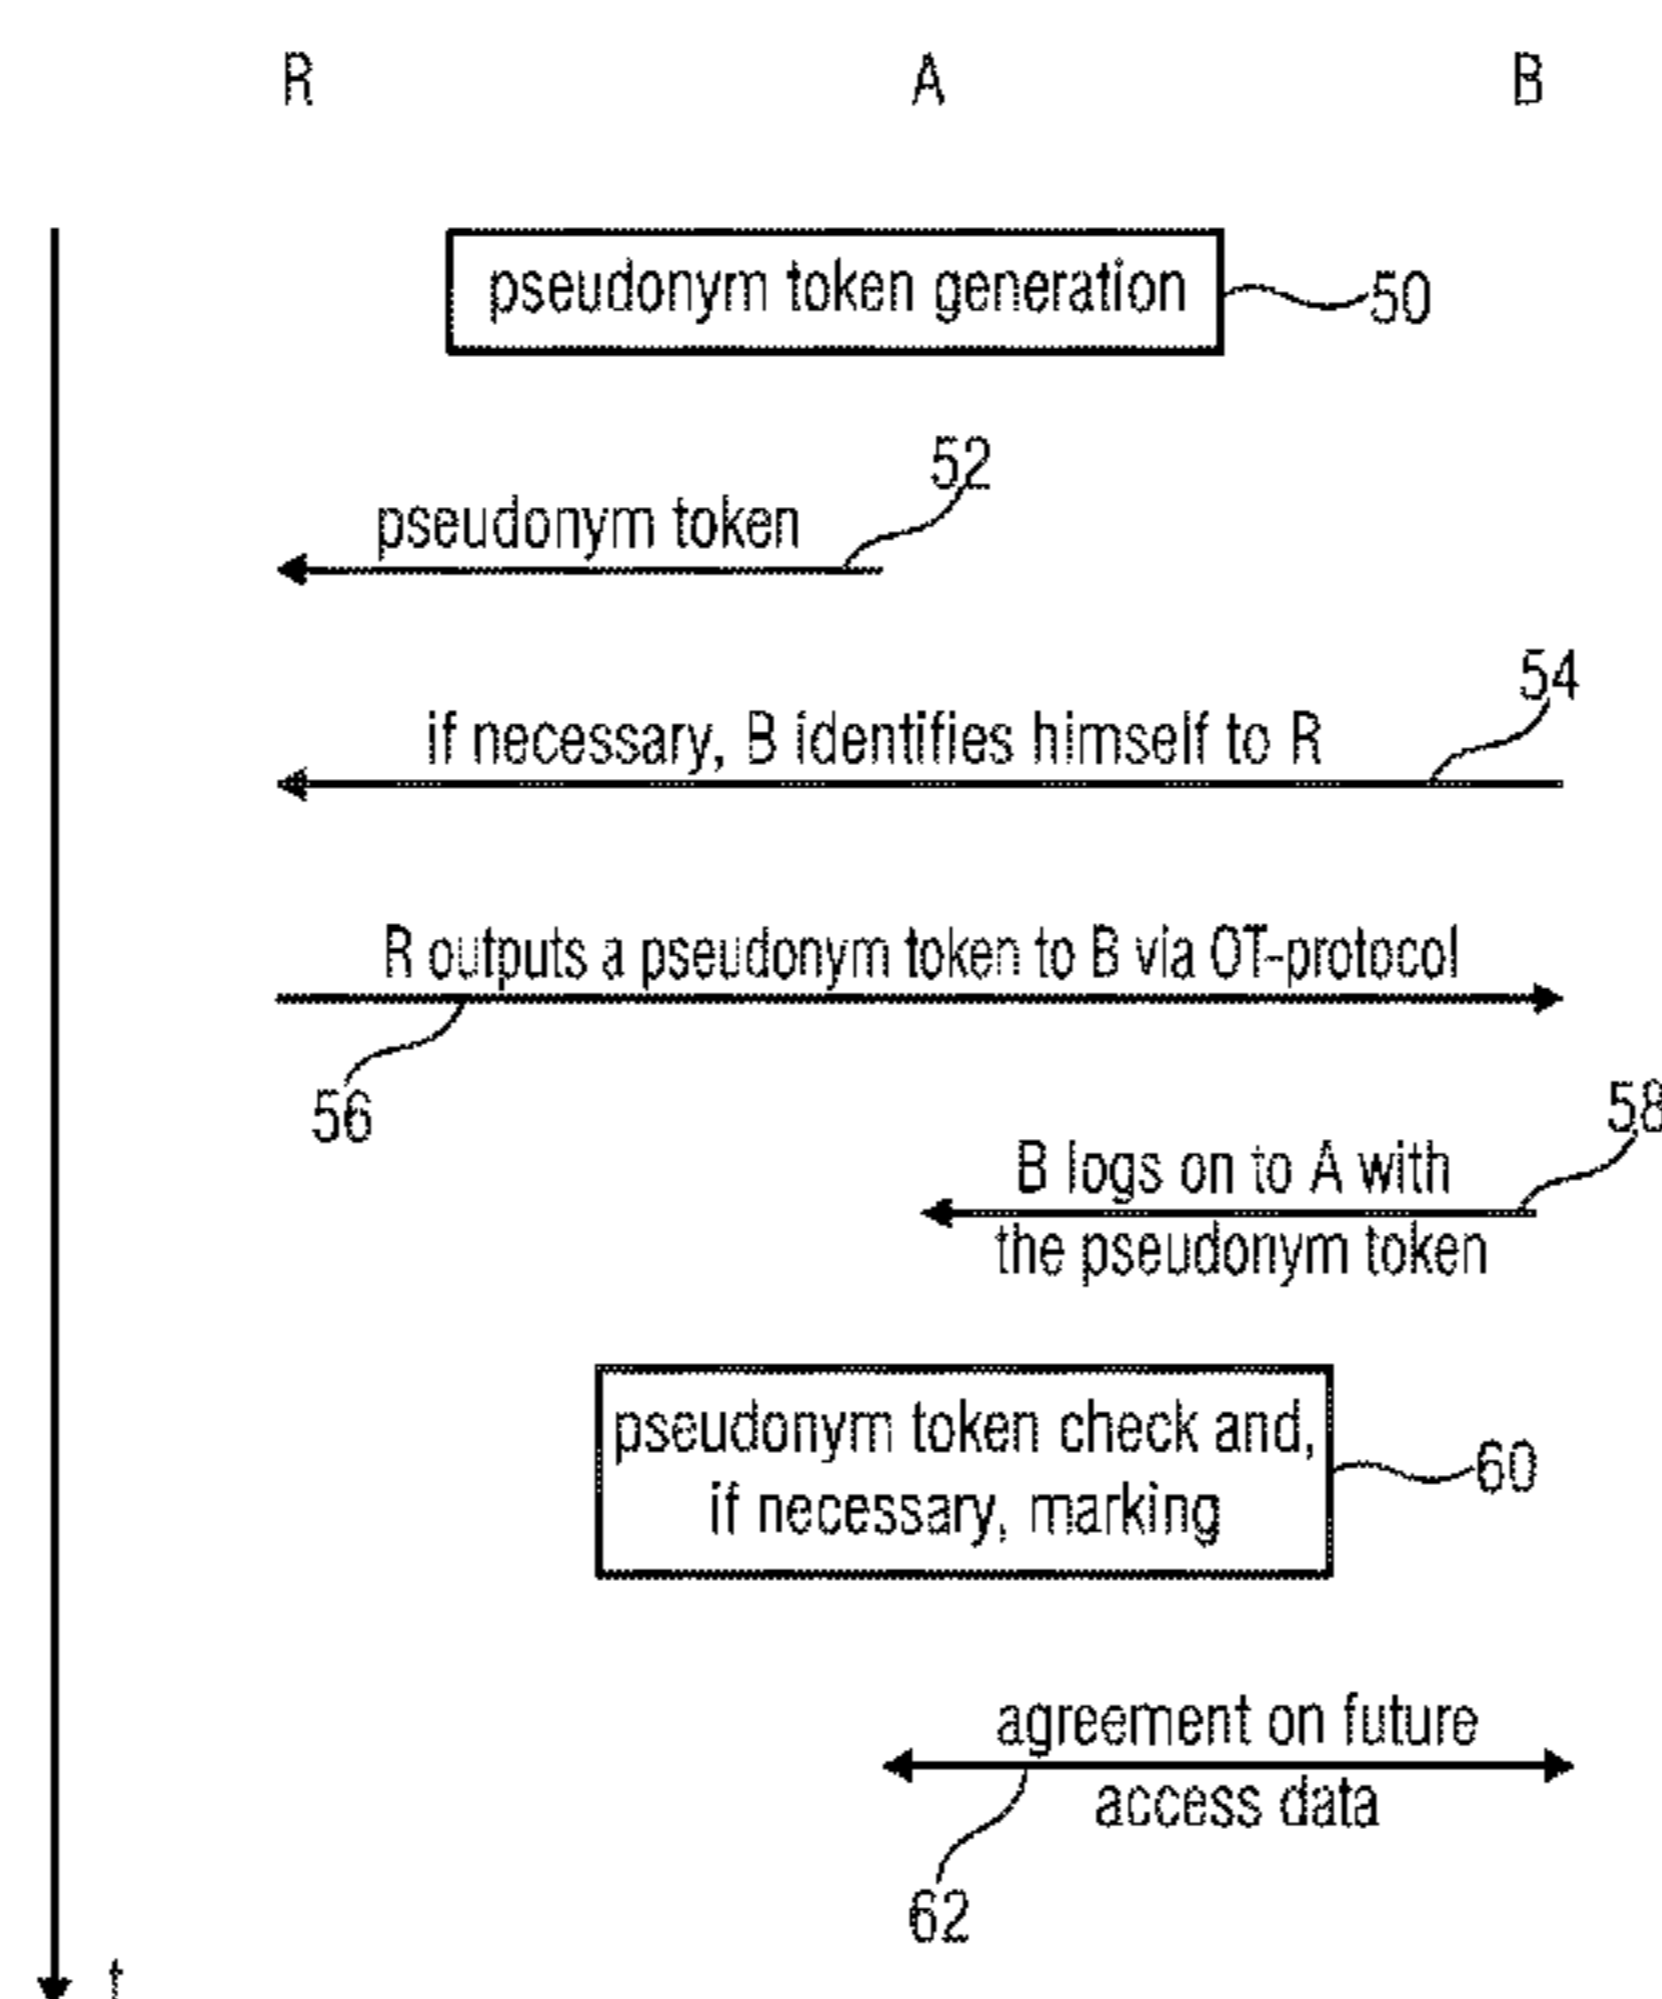 R A B
pseudonym token generation 50
52
pseudonym token
54
if necessary, B identifies himself to R
R outputs a pseudonym token to B via OT-protocol
56
58
B logs on to A with
the pseudonym token
pseudonym token check and,
if necessary, marking
60
agreement on future
access data
62
t